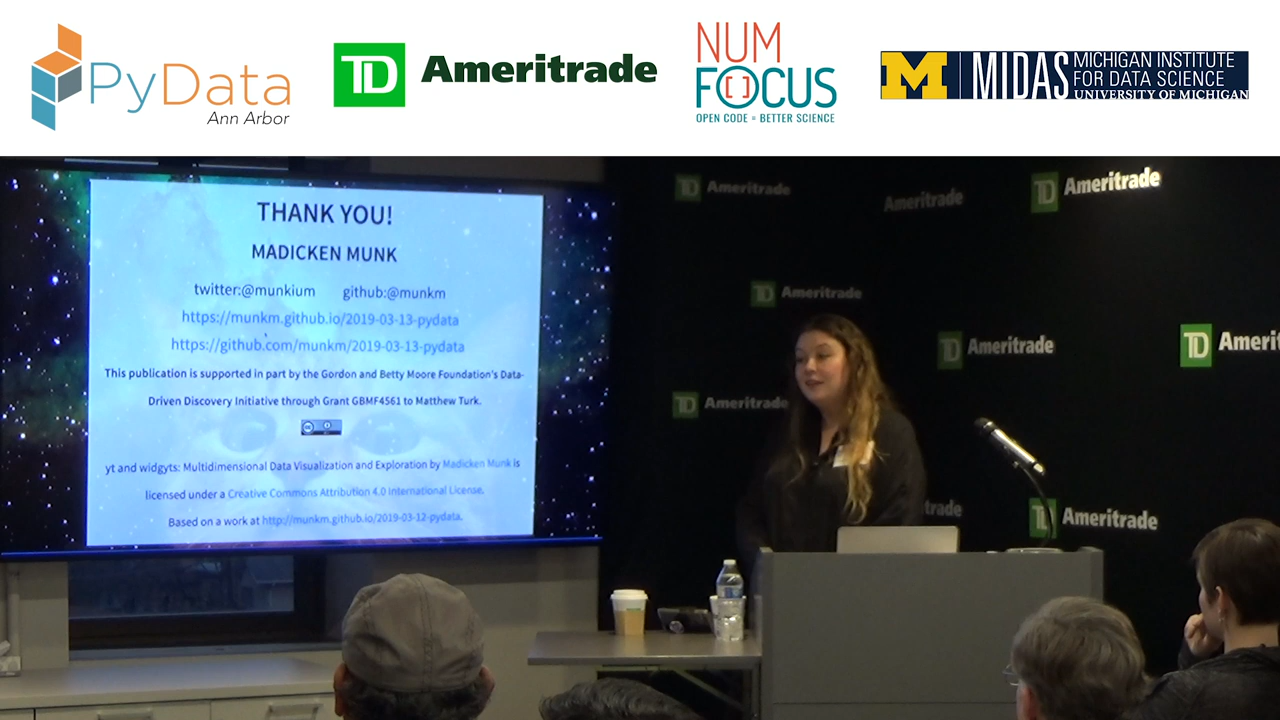 PyData
Ann Arbor
TD Ameritrade
NUM
FOCUS
OPEN CODE = BETTER SCIENCE
M MIDAS
MICHIGAN INSTITUTE
FOR DATA SCIENCE
UNIVERSITY OF MICHIGAN
THANK YOU!
MADICKEN MUNK
twitter:@munkium github:@munkm
https://munkm.github.io/2019-03-13-pydata
https://github.com/munkm/2019-03-13-pydata
This publication is supported in part by the Gordon and Betty Moore Foundation's Data-
Driven Discovery Initiative through Grant GBMF4561 to Matthew Turk.
yt and widgyts: Multidimensional Data Visualization and Exploration by Madicken Munk is
licensed under a Creative Commons Attribution 4.0 International License.
Based on a work at http://munkm.github.io/2019-03-12-pydata.
TD Ameritrade
Ameritrade
TD Ameritrade
TD Ameritrade
TD Ameritrade
TD Ameri
TD Ameritrade
trade
TD Ameritrade